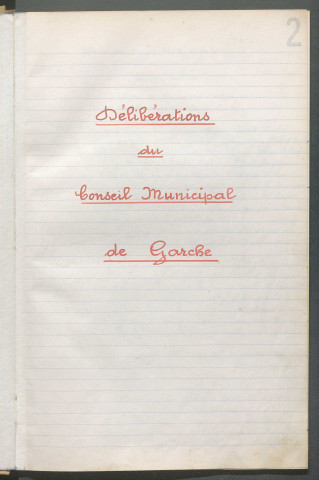 2
Délibérations
du
Conseil Municipal
de Garche